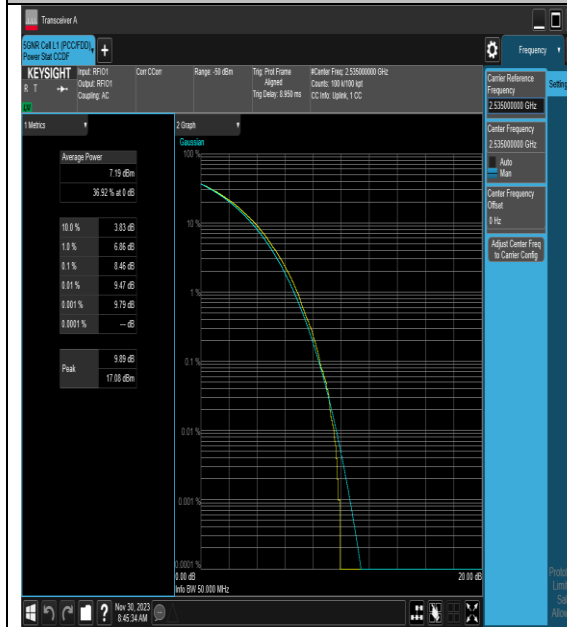 Transceiver A
5GNR Cell L1 (PCC/FDD),
Power Stat CCDF
Frequency
KEYSIGHT
R T
Input: RFIO1
Output: RFIO1
Coupling: AC
Corr CCorr
Range: -50 dBm
Trig: Prot Frame
Aligned
Trig Delay: 8.950 ms
#Center Freq: 2.535000000 GHz
Counts: 100 k/100 kpt
CC Info: Uplink, 1 CC
1 Metrics
Average Power
7.19 dBm
36.92 % at 0 dB
10.0 % 3.83 dB
1.0 % 6.86 dB
0.1 % 8.46 dB
0.01 % 9.47 dB
0.001 % 9.79 dB
0.0001 % --- dB
Peak
9.89 dB
17.08 dBm
2 Graph
Gaussian
100 %
10 %
1 %
0.1 %
0.01 %
0.001 %
0.0001 %
0.00 dB
20.00 dB
Info BW 50.000 MHz
Carrier Reference
Frequency
2.535000000 GHz
Center Frequency
2.535000000 GHz
Auto
Man
Center Frequency
Offset
0 Hz
Adjust Center Freq
to Carrier Config
Setting
Nov 30, 2023
8:45:34 AM